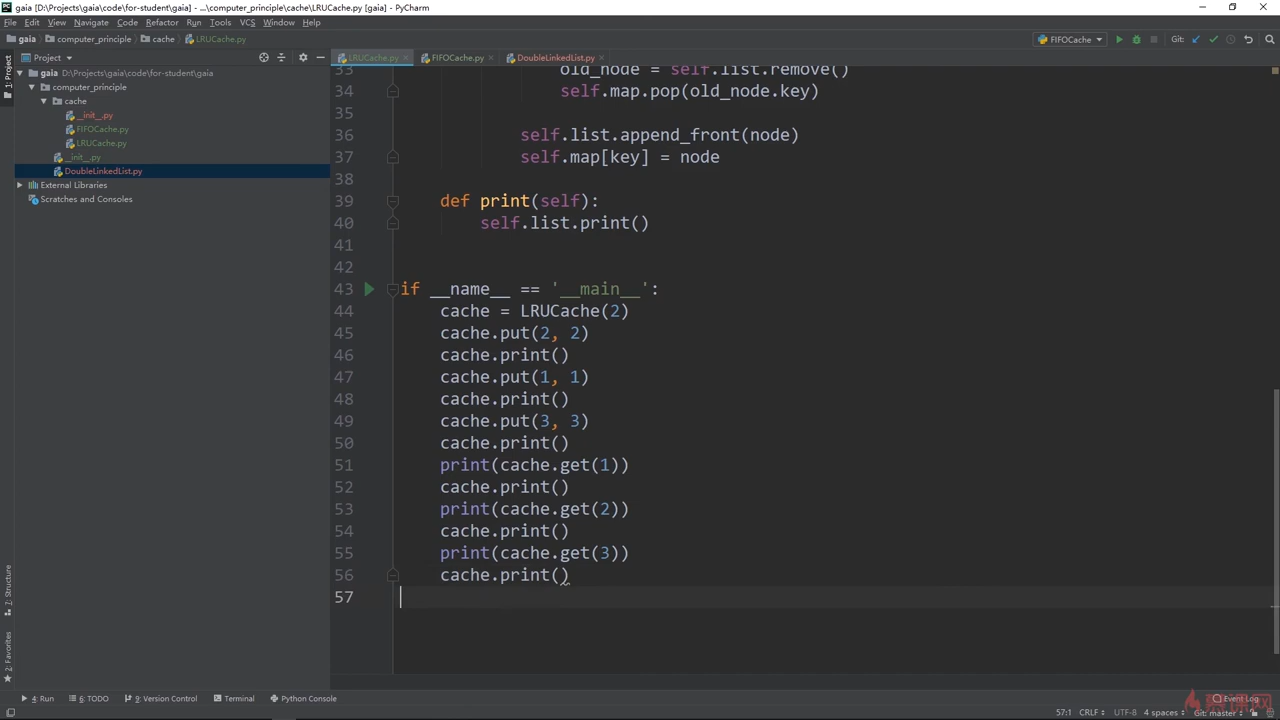 gaia [D:\Projects\gaia\code\for-student\gaia] - ...\computer_principle\cache\LRUCache.py [gaia] - PyCharm
File Edit View Navigate Code Refactor Run Tools VCS Window Help
gaia computer_principle cache LRUCache.py FIFOCache Git:
1: Project
Project
LRUCache.py FIFOCache.py DoubleLinkedList.py
gaia D:\Projects\gaia\code\for-student\gaia
computer_principle
cache
__init__.py
FIFOCache.py
LRUCache.py
__init__.py
DoubleLinkedList.py
External Libraries
Scratches and Consoles
33 old_node = self.list.remove()
34 self.map.pop(old_node.key)
35
36 self.list.append_front(node)
37 self.map[key] = node
38
39 def print(self):
40 self.list.print()
41
42
43 if __name__ == '__main__':
44 cache = LRUCache(2)
45 cache.put(2, 2)
46 cache.print()
47 cache.put(1, 1)
48 cache.print()
49 cache.put(3, 3)
50 cache.print()
51 print(cache.get(1))
52 cache.print()
53 print(cache.get(2))
54 cache.print()
55 print(cache.get(3))
56 cache.print()
57
7: Structure
2: Favorites
4: Run 6: TODO 9: Version Control Terminal Python Console Event Log
57:1 CRLF UTF-8 4 spaces Git: master